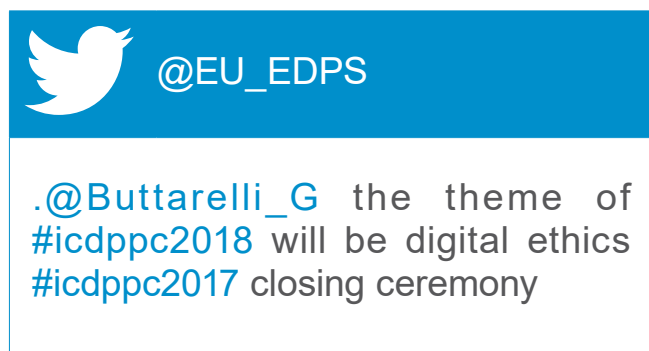 @EU_EDPS
.@Buttarelli_G the theme of
#icdppc2018 will be digital ethics
#icdppc2017 closing ceremony